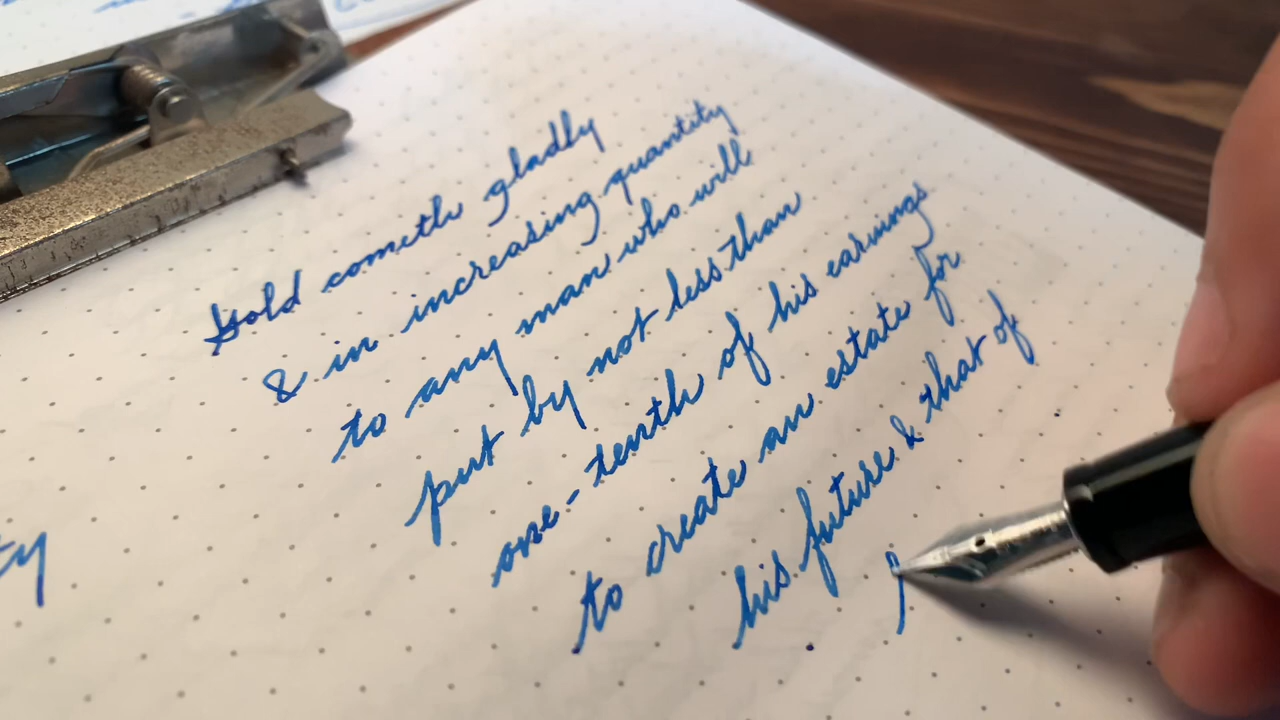 Gold cometh gladly
& in increasing quantity
to any man who will
put by not less than
one-tenth of his earnings
to create an estate for
his future & that of
ty